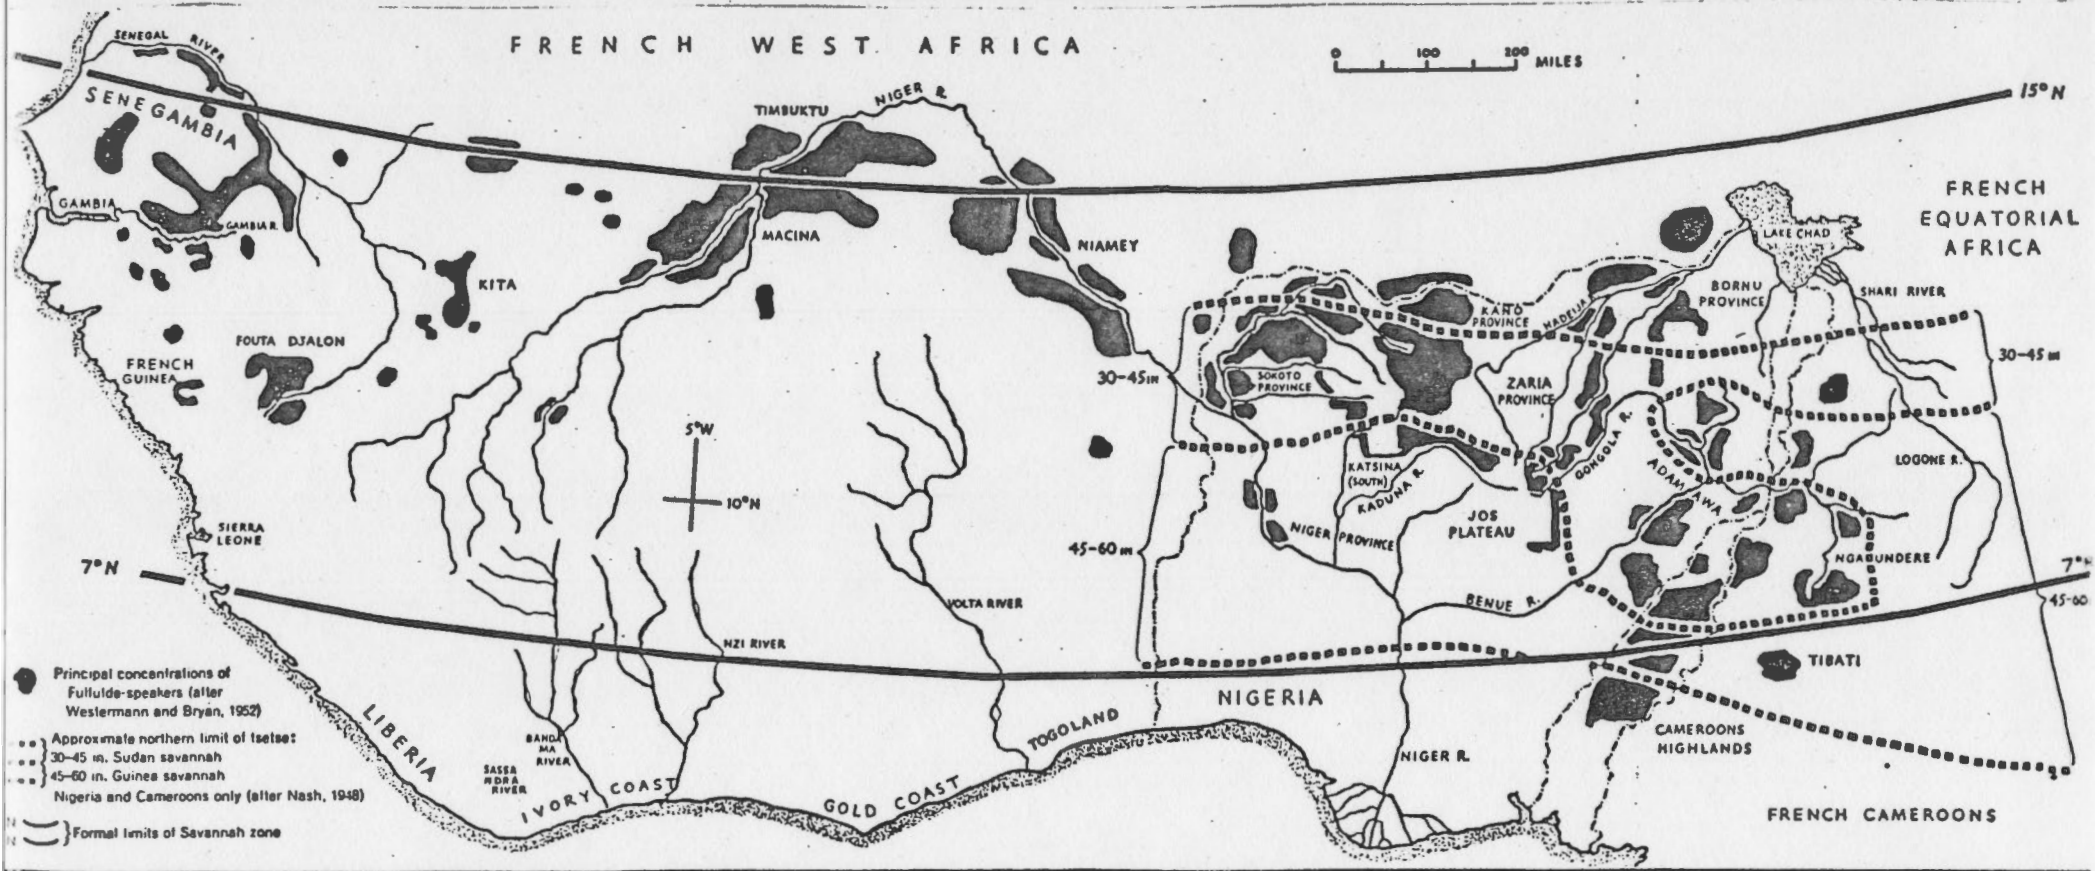 FRENCH WEST AFRICA
SENEGAL RIVER
0 100 200
MILES
15°N
SENEGAMBIA
TIMBUKTU
NIGER R.
FRENCH
EQUATORIAL
AFRICA
GAMBIA
GAMBIA R.
MACINA
NIAMEY
LAKE CHAD
KITA
BORNU
PROVINCE
SHARI RIVER
KANO
PROVINCE
HADEIJA
FOUTA DJALON
FRENCH
GUINEA
30-45 in
30-45 in
SOKOTO
PROVINCE
ZARIA
PROVINCE
5°W
10°N
GONGOLA R.
KATSINA
(SOUTH)
KADUNA R.
ADAMAWA
LOGONE R.
JOS
PLATEAU
SIERRA
LEONE
NIGER PROVINCE
45-60 in
NGAUNDERE
7°N
7°N
45-60
VOLTA RIVER
BENUE R.
NZI RIVER
TIBATI
NIGERIA
LIBERIA
TOGOLAND
CAMEROONS
HIGHLANDS
BANDA
MA
RIVER
SASSA
NDRA
RIVER
NIGER R.
IVORY COAST
GOLD COAST
FRENCH CAMEROONS
Principal concentrations of
Fulfulde-speakers (after
Westermann and Bryan, 1952)
Approximate northern limit of tsetse:
30-45 in. Sudan savannah
45-60 in. Guinea savannah
Nigeria and Cameroons only (after Nash, 1948)
Formal limits of Savannah zone